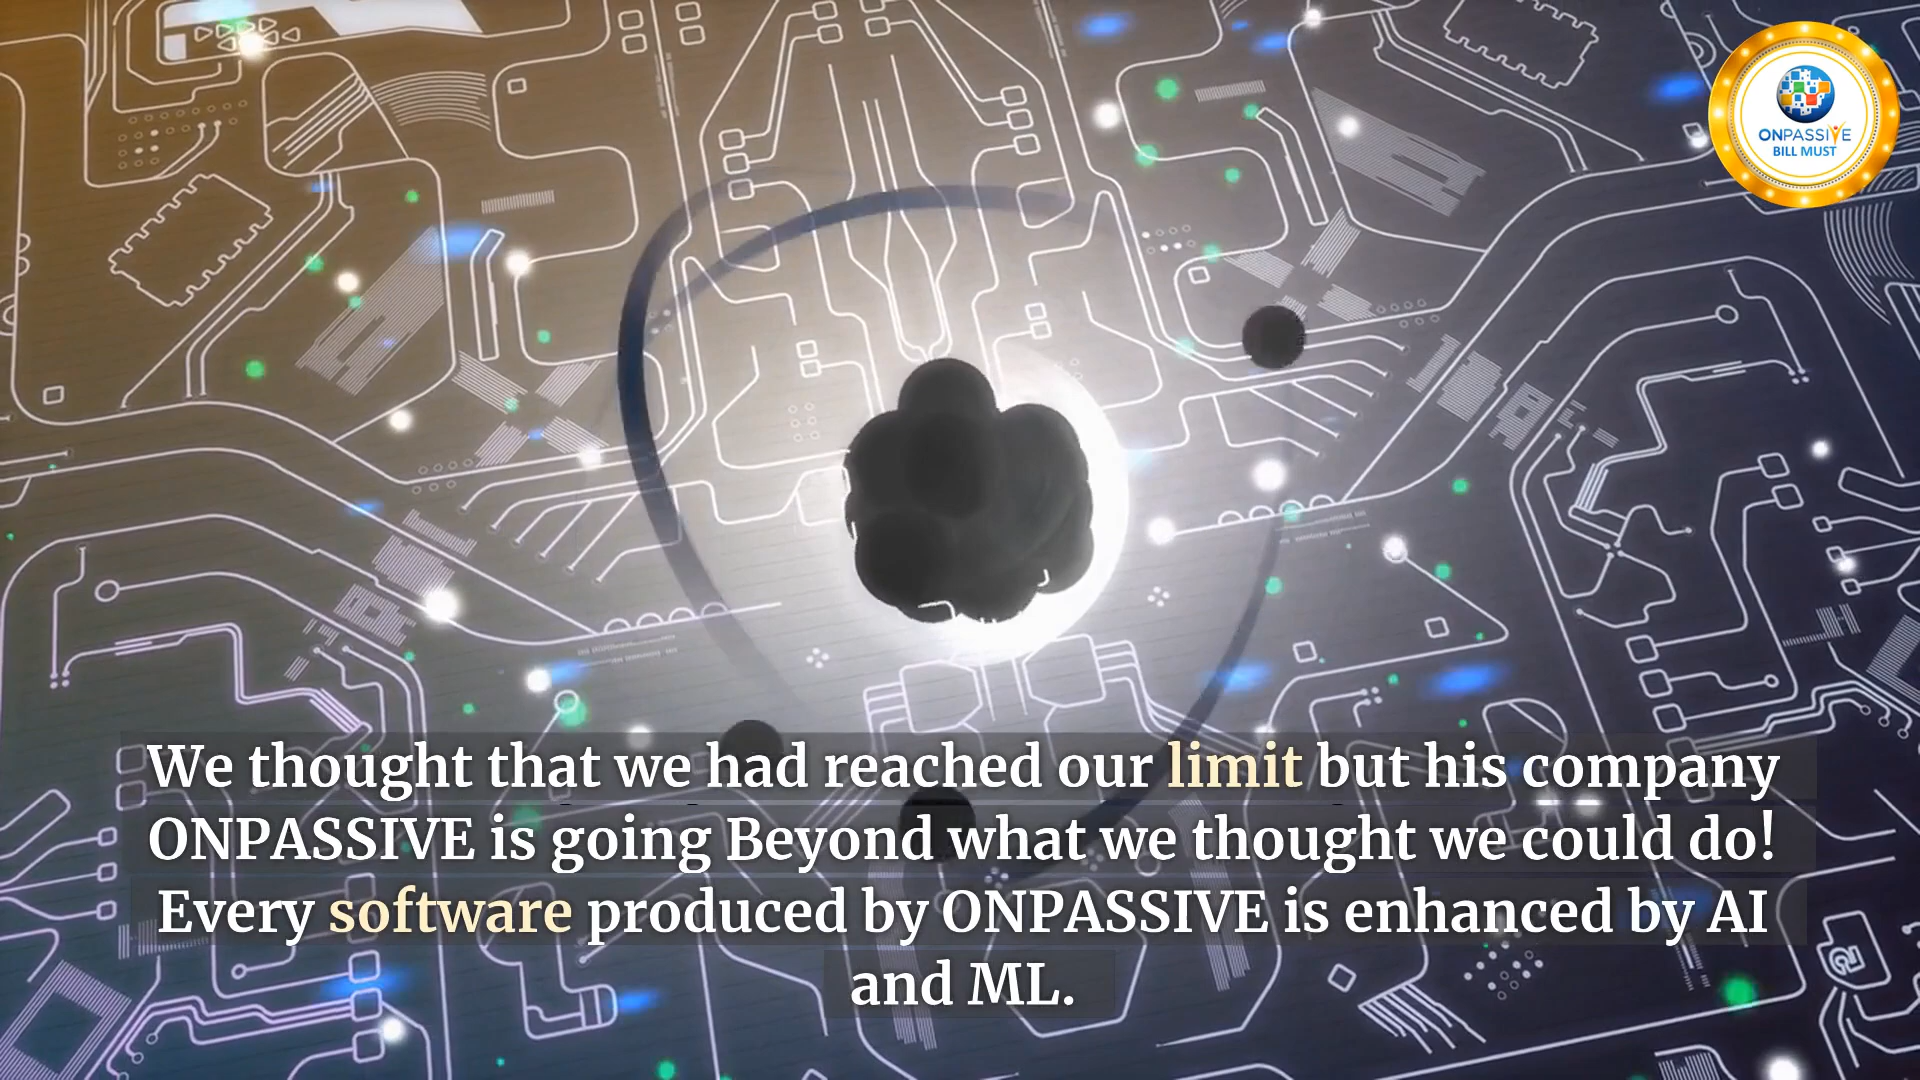 ONPASSIVE
BILL MUST
We thought that we had reached our limit but his company
ONPASSIVE is going Beyond what we thought we could do!
Every software produced by ONPASSIVE is enhanced by AI
and ML.